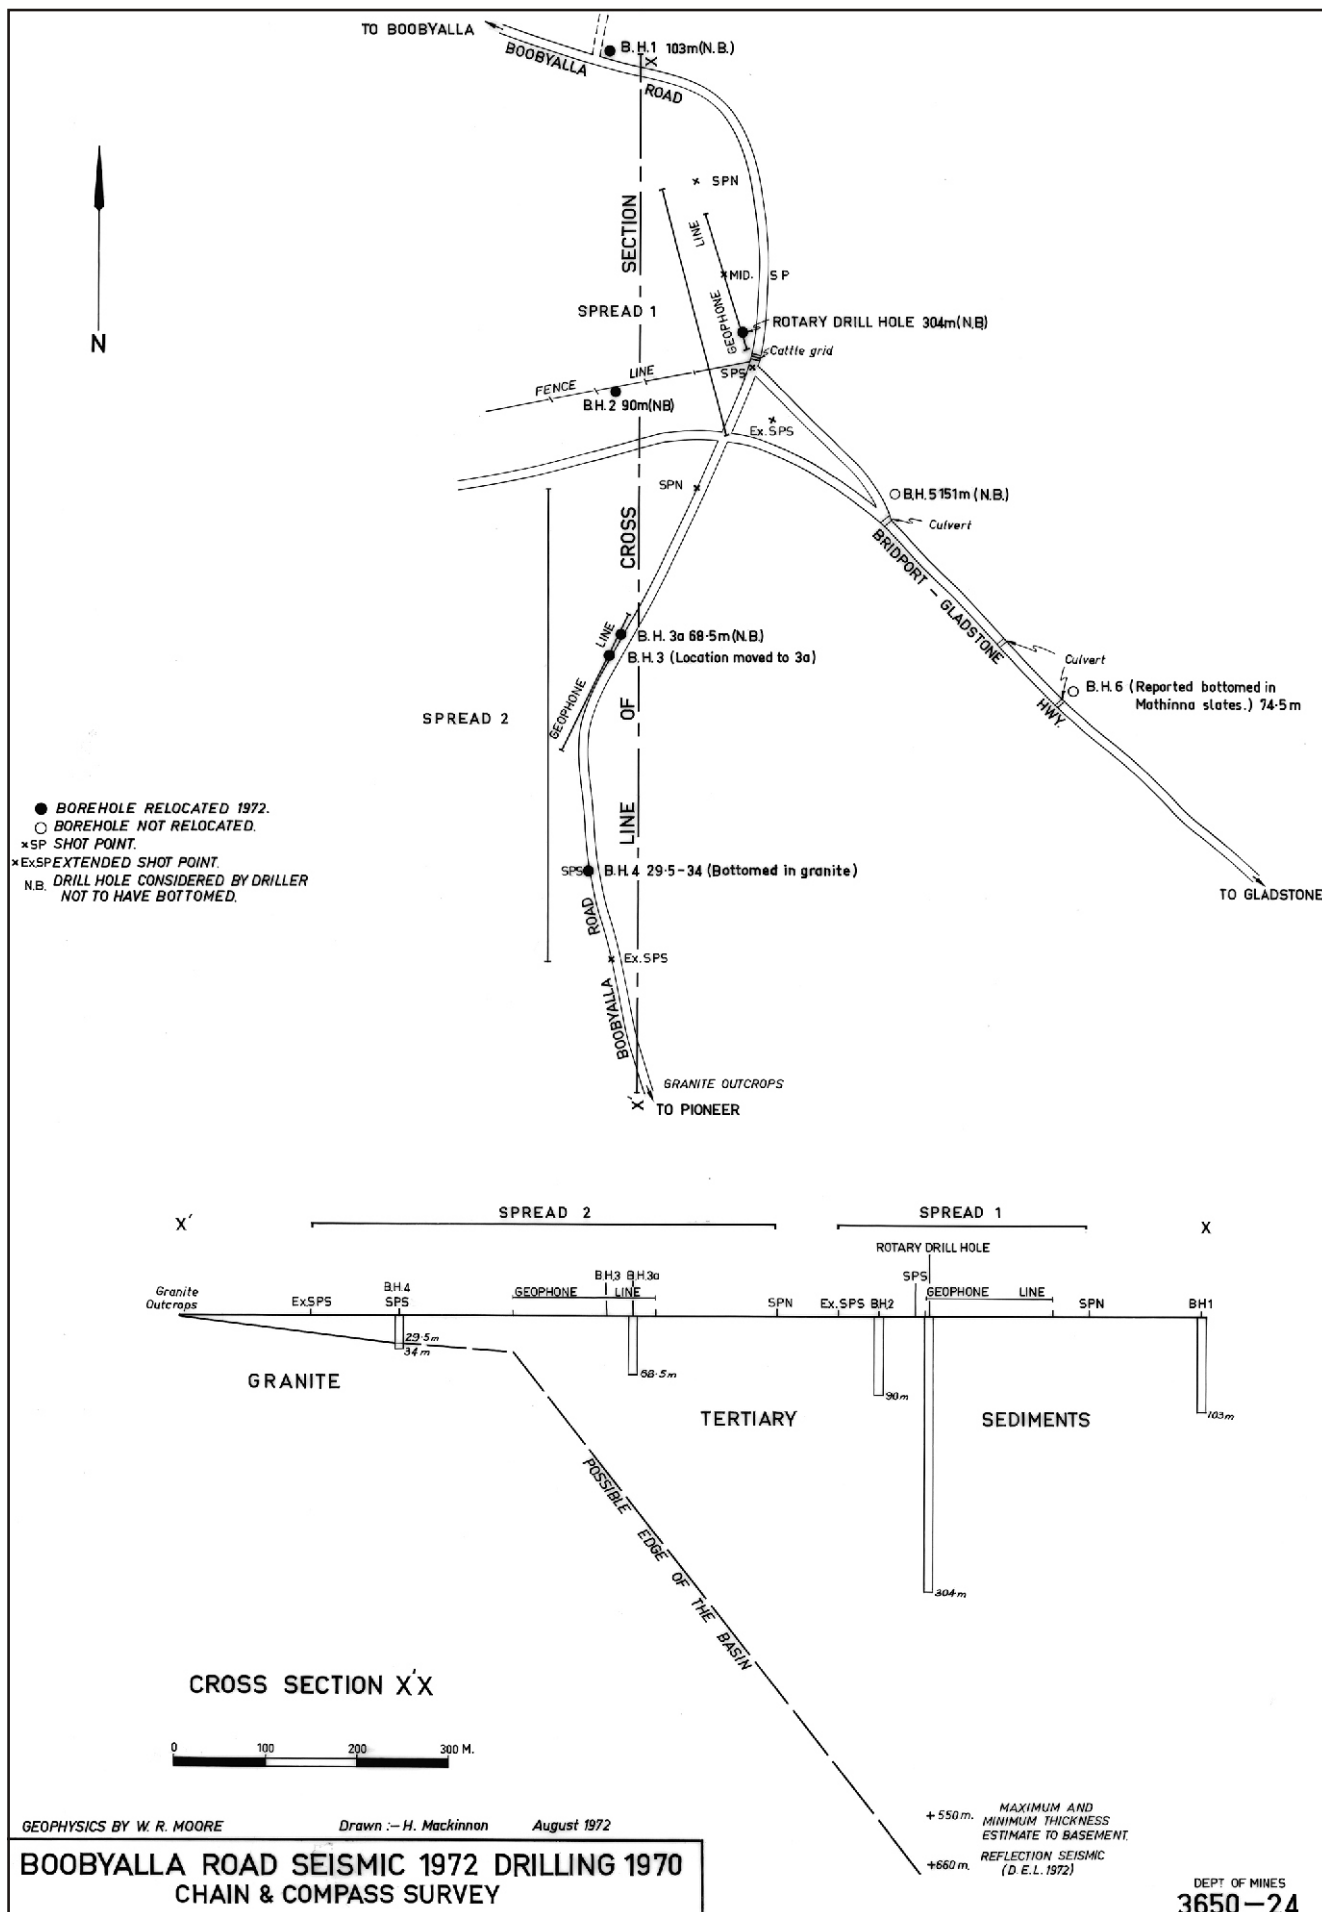 TO BOOBYALLA
BOOBYALLA
ROAD
B.H.1 103m(N.B.)
X
SPN
LINE
SECTION
MID. S P
SPREAD 1
GEOPHONE
ROTARY DRILL HOLE 304m(N.B)
Cattle grid
N
SPS
FENCE LINE
B.H.2 90m(NB)
Ex.SPS
SPN
B.H.5 151m (N.B.)
Culvert
CROSS
BRIDPORT – GLADSTONE
HWY.
LINE
B.H. 3a 68·5m(N.B.)
B.H.3 (Location moved to 3a)
Culvert
GEOPHONE
B.H.6 (Reported bottomed in
Mathinna slates.) 74·5m
OF
SPREAD 2
LINE
● BOREHOLE RELOCATED 1972.
○ BOREHOLE NOT RELOCATED.
×SP SHOT POINT.
×Ex.SP EXTENDED SHOT POINT.
N.B. DRILL HOLE CONSIDERED BY DRILLER
NOT TO HAVE BOTTOMED.
SPS
B.H.4 29·5–34 (Bottomed in granite)
TO GLADSTONE
ROAD
Ex.SPS
BOOBYALLA
GRANITE OUTCROPS
X'
TO PIONEER
X'
SPREAD 2
SPREAD 1
X
ROTARY DRILL HOLE
Granite
Outcrops
Ex.SPS
B.H.4
SPS
GEOPHONE LINE
B.H.3 B.H.3a
SPN
Ex.SPS
B.H.2
SPS
GEOPHONE LINE
SPN
BH1
29·5m
34m
68·5m
90m
103m
GRANITE
TERTIARY SEDIMENTS
POSSIBLE EDGE OF THE BASIN
304m
CROSS SECTION X'X
0 100 200 300 M.
+550m.
MAXIMUM AND
MINIMUM THICKNESS
ESTIMATE TO BASEMENT.
+660m.
REFLECTION SEISMIC
(D.E.L. 1972)
GEOPHYSICS BY W. R. MOORE
Drawn :– H. Mackinnon
August 1972
BOOBYALLA ROAD SEISMIC 1972 DRILLING 1970
CHAIN & COMPASS SURVEY
DEPT OF MINES
3650–24